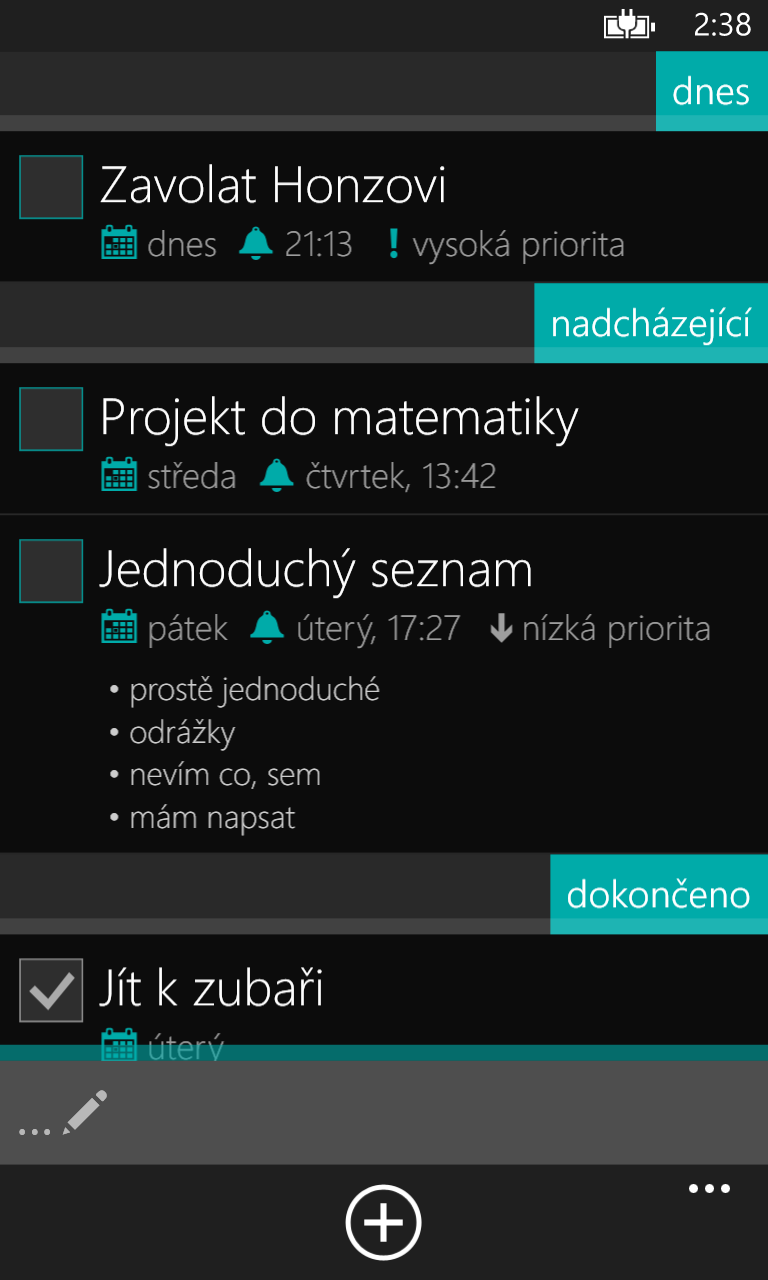 2:38
dnes
Zavolat Honzovi
dnes 21:13 ! vysoká priorita
nadcházející
Projekt do matematiky
středa čtvrtek, 13:42
Jednoduchý seznam
pátek úterý, 17:27 nízká priorita
• prostě jednoduché
• odrážky
• nevím co, sem
• mám napsat
dokončeno
Jít k zubaři
úterý
...